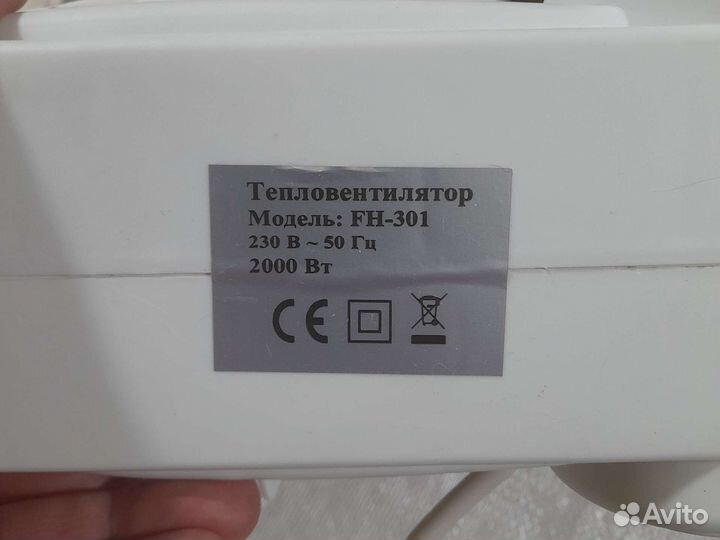 Тепловентилятор
Модель: FH-301
230 В ~ 50 Гц
2000 Вт
CE
Avito